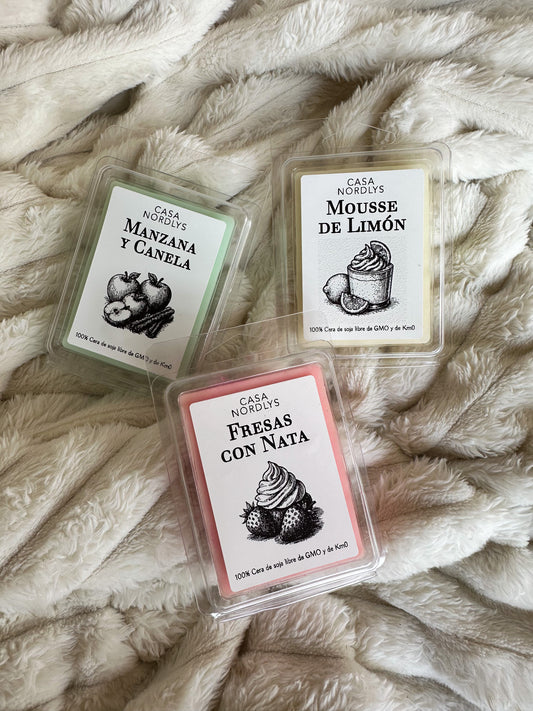 CASA
NORDLYS
MANZANA
Y CANELA
100% Cera de soja libre de GMO y de Km0
CASA
NORDLYS
MOUSSE
DE LIMÓN
100% Cera de soja libre de GMO y de Km0
CASA
NORDLYS
FRESAS
CON NATA
100% Cera de soja libre de GMO y de Km0